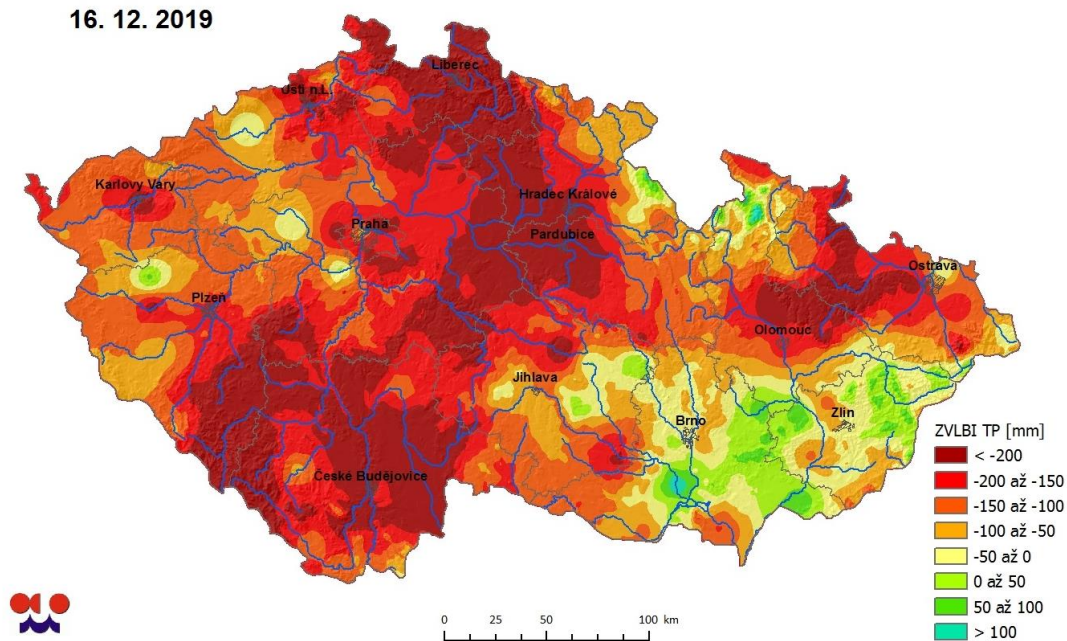 16. 12. 2019
Liberec
Ústí n.L.
Karlovy Vary
Hradec Králové
Praha
Pardubice
Ostrava
Plzeň
Olomouc
Jihlava
Brno
Zlín
České Budějovice
ZVLBI TP [mm]
< -200
-200 až -150
-150 až -100
-100 až -50
-50 až 0
0 až 50
50 až 100
> 100
0 25 50 100 km